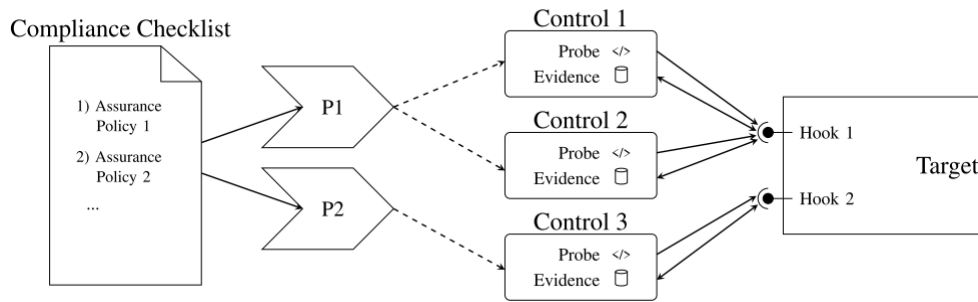 Compliance Checklist
1) Assurance
Policy 1
2) Assurance
Policy 2
...
P1
P2
Control 1
Probe </>
Evidence
Control 2
Probe </>
Evidence
Control 3
Probe </>
Evidence
Hook 1
Target
Hook 2